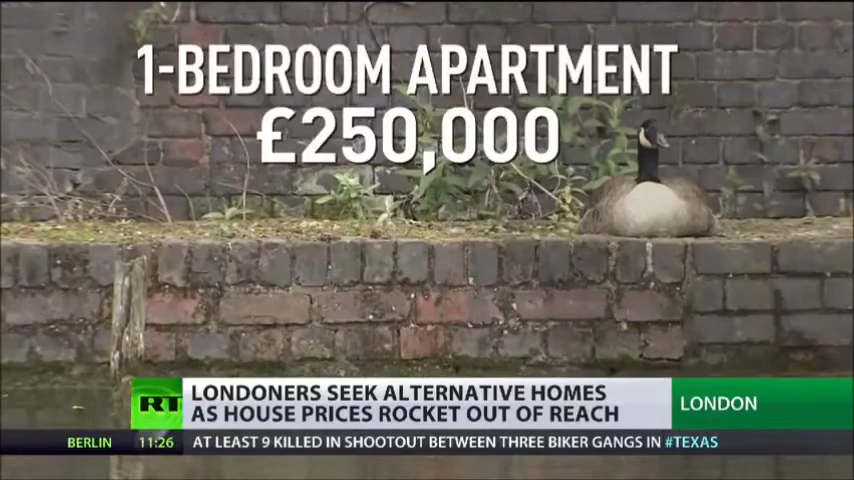 1-BEDROOM APARTMENT
£250,000
LONDONERS SEEK ALTERNATIVE HOMES
AS HOUSE PRICES ROCKET OUT OF REACH
RT
LONDON
BERLIN 11:26 AT LEAST 9 KILLED IN SHOOTOUT BETWEEN THREE BIKER GANGS IN #TEXAS